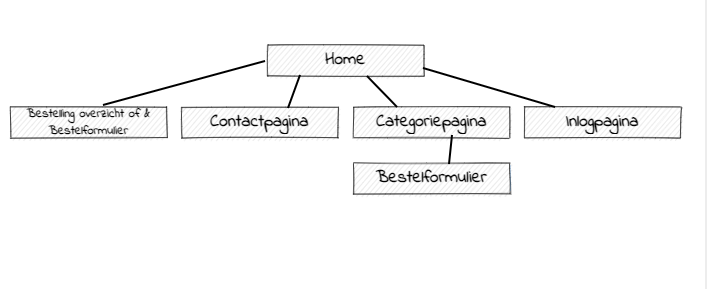 Home
Bestelling overzicht of &
Bestelformulier
Contactpagina
Categoriepagina
Inlogpagina
Bestelformulier